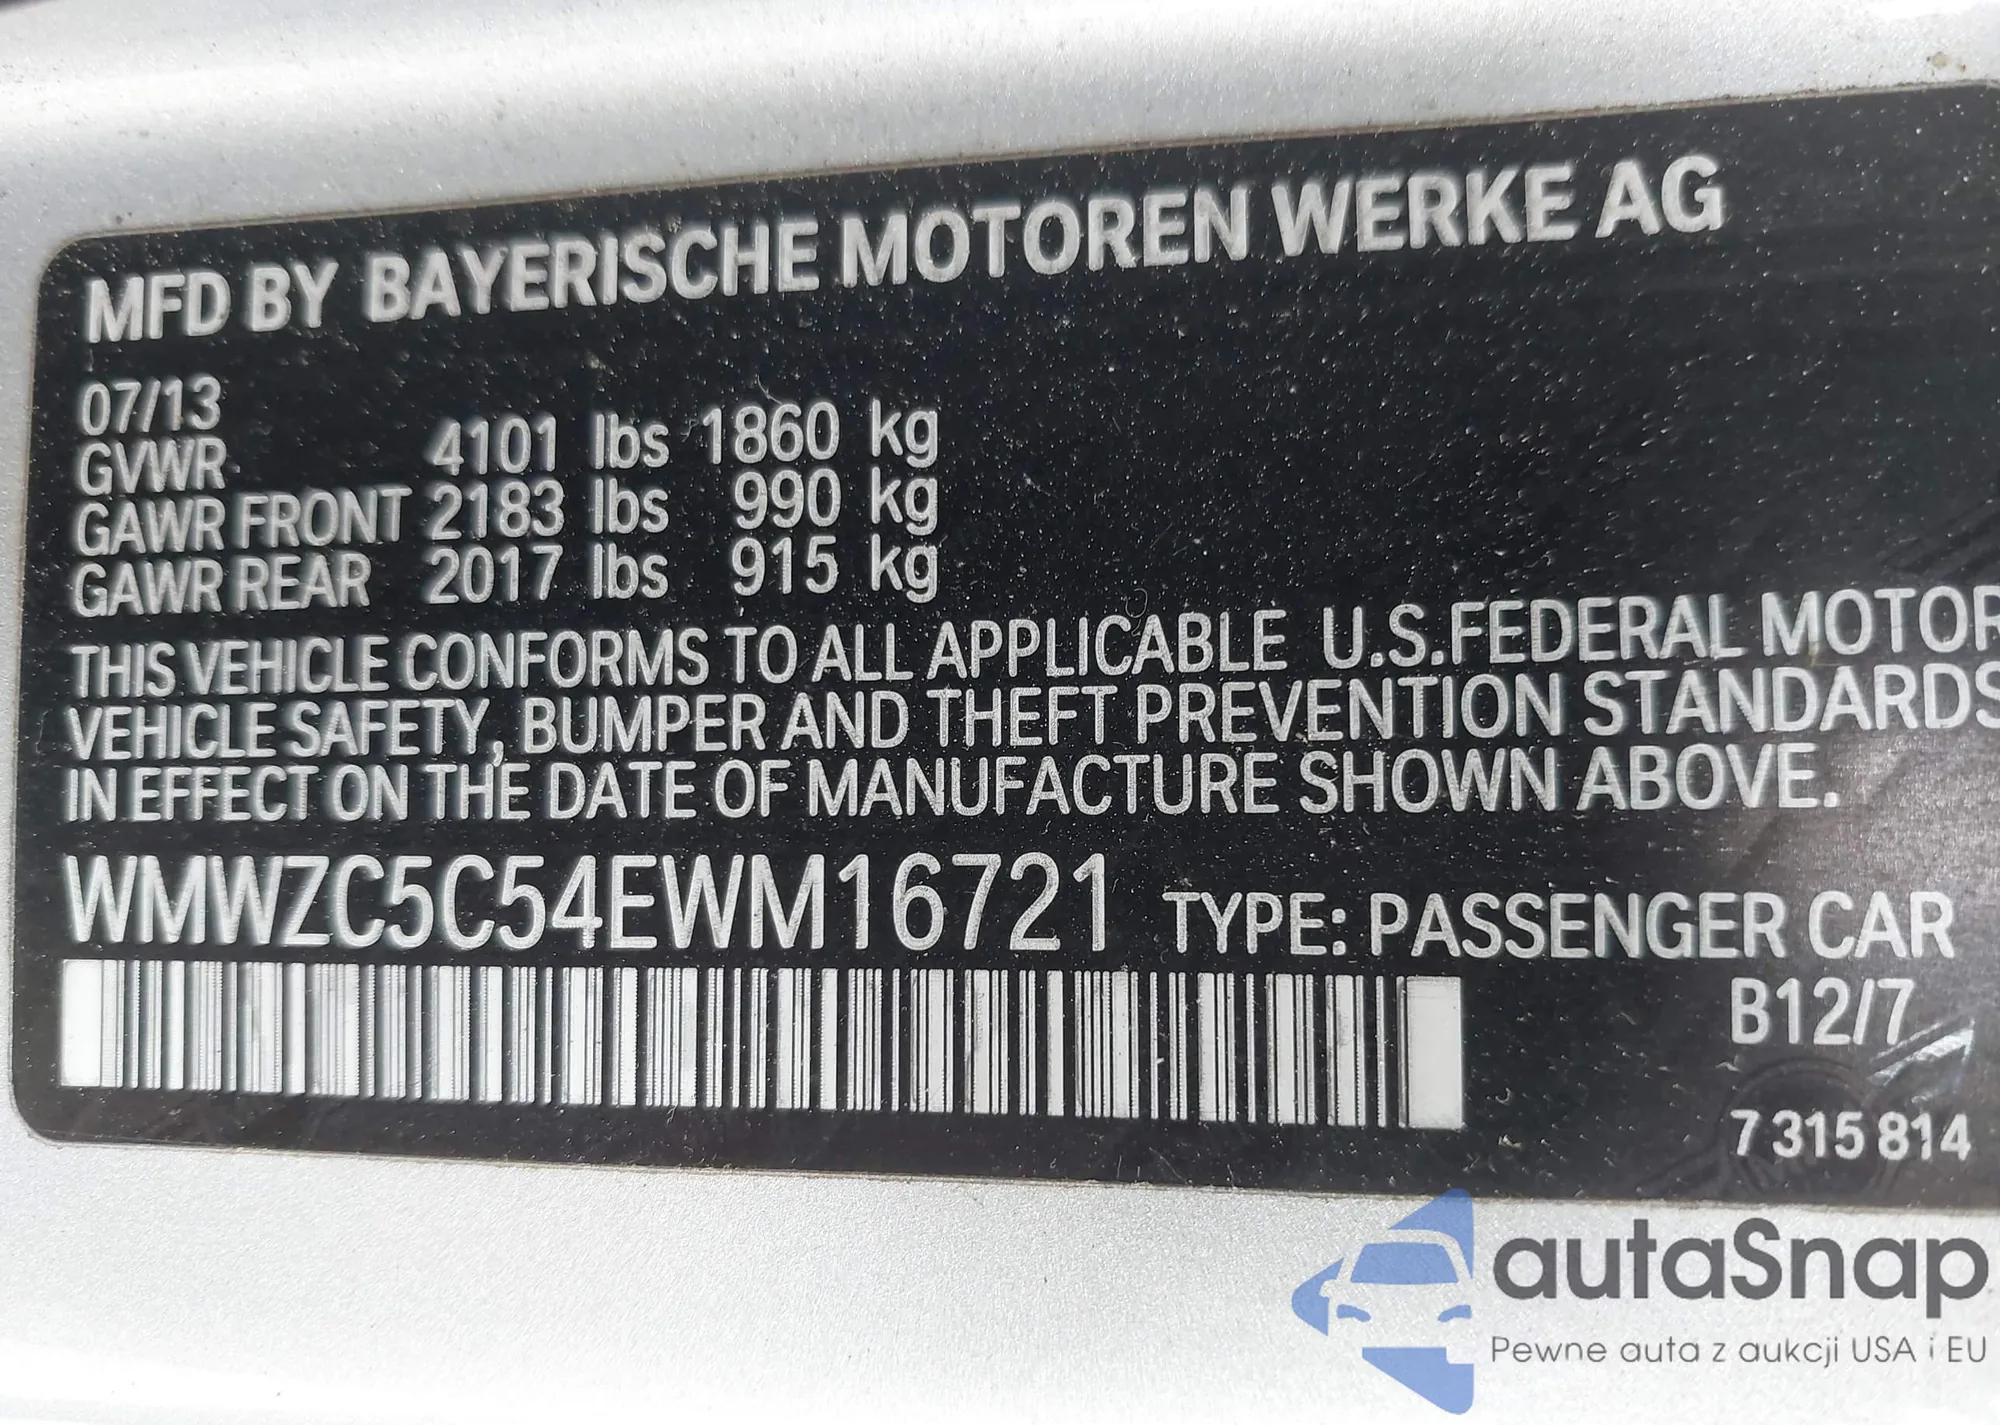 MFD BY BAYERISCHE MOTOREN WERKE AG
07/13
GVWR 4101 lbs 1860 kg
GAWR FRONT 2183 lbs 990 kg
GAWR REAR 2017 lbs 915 kg
THIS VEHICLE CONFORMS TO ALL APPLICABLE U.S.FEDERAL MOTOR
VEHICLE SAFETY, BUMPER AND THEFT PREVENTION STANDARDS
IN EFFECT ON THE DATE OF MANUFACTURE SHOWN ABOVE.
WMWZC5C54EWM16721 TYPE: PASSENGER CAR
B12/7
7 315 814
autaSnap
Pewne auta z aukcji USA i EU